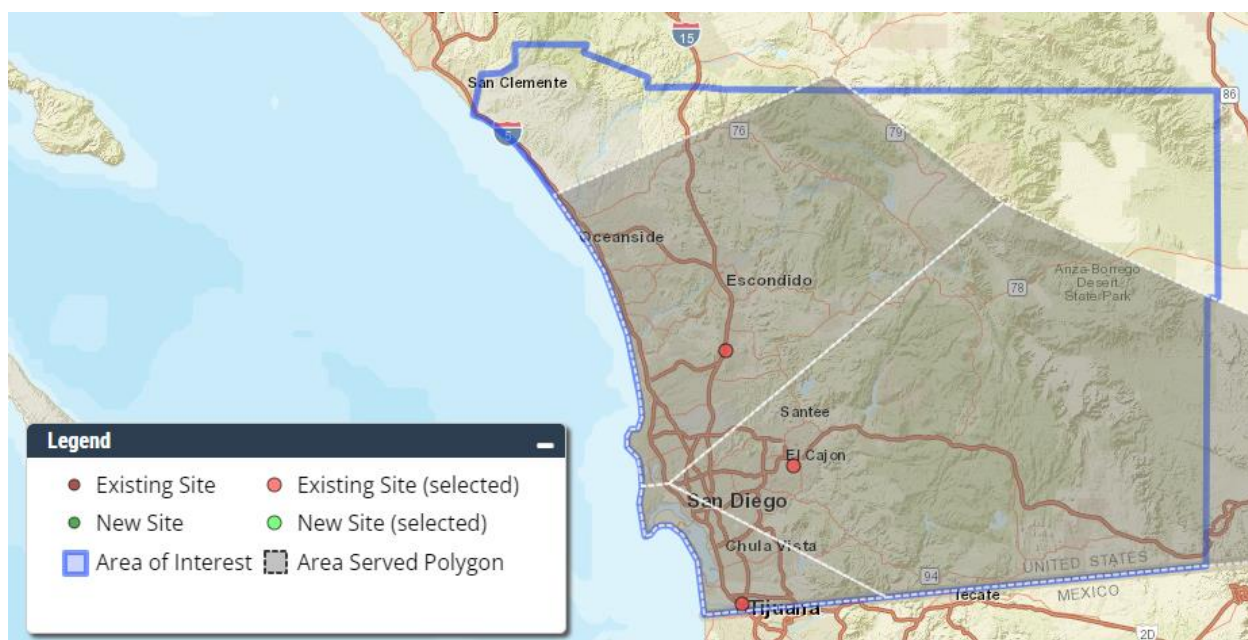 15
San Clemente
86
5
76
79
Oceanside
Escondido
Anza-Borrego
Desert
State Park
78
Santee
El Cajon
San Diego
Chula Vista
UNITED STATES
94
Tecate
MEXICO
Tijuana
2D
Legend
Existing Site
Existing Site (selected)
New Site
New Site (selected)
Area of Interest
Area Served Polygon